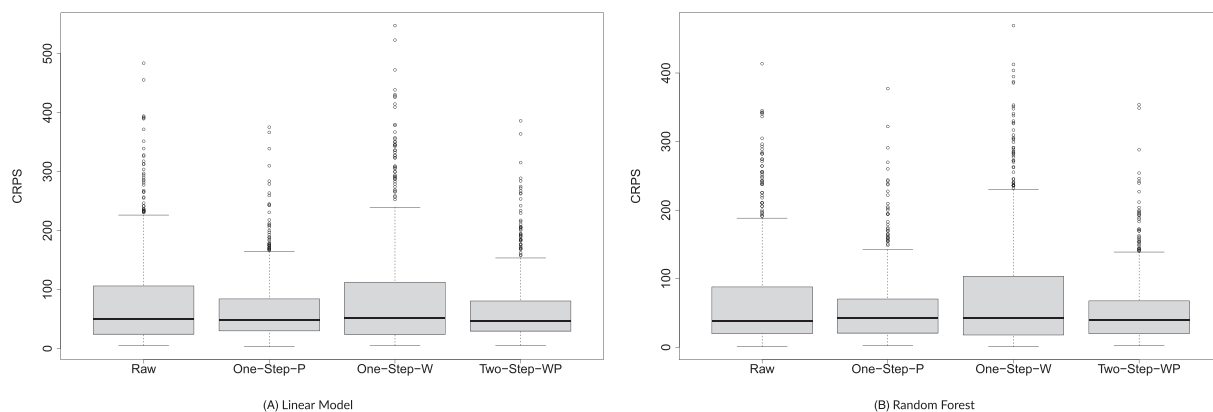 CRPS
500
400
300
200
100
0
Raw
One-Step-P
One-Step-W
Two-Step-WP
(A) Linear Model
CRPS
400
300
200
100
0
Raw
One-Step-P
One-Step-W
Two-Step-WP
(B) Random Forest